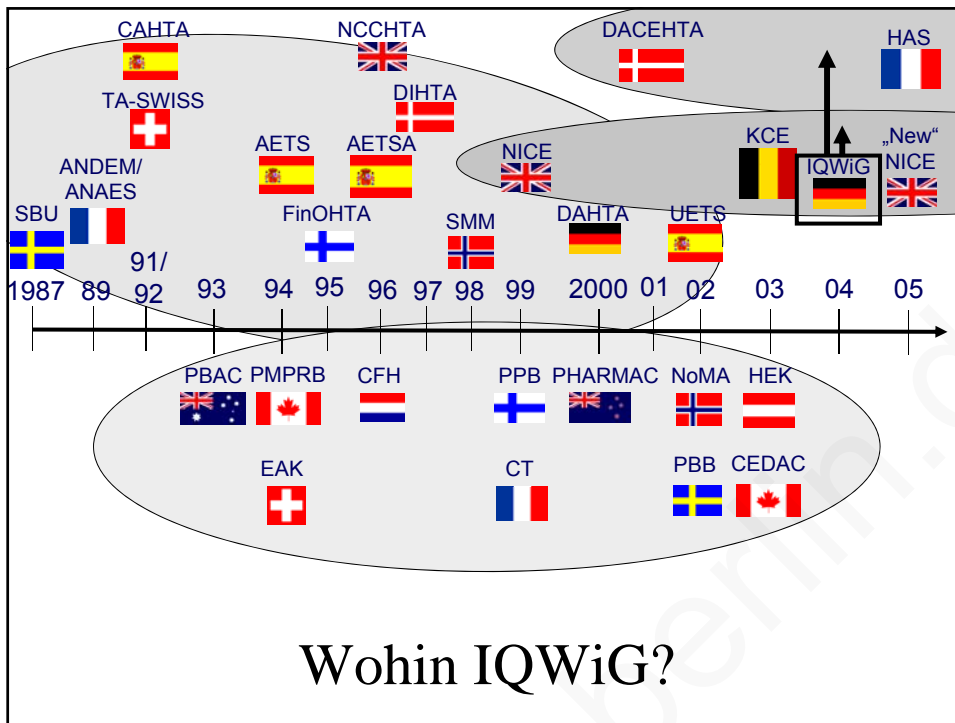 CAHTA
NCCHTA
DACEHTA
HAS
TA-SWISS
DIHTA
AETS
AETSA
NICE
KCE
IQWiG
„New“
NICE
ANDEM/
ANAES
SBU
FinOHTA
SMM
DAHTA
UETS
1987
89
91/
92
93
94
95
96
97
98
99
2000
01
02
03
04
05
PBAC
PMPRB
CFH
PPB
PHARMAC
NoMA
HEK
EAK
CT
PBB
CEDAC
Wohin IQWiG?